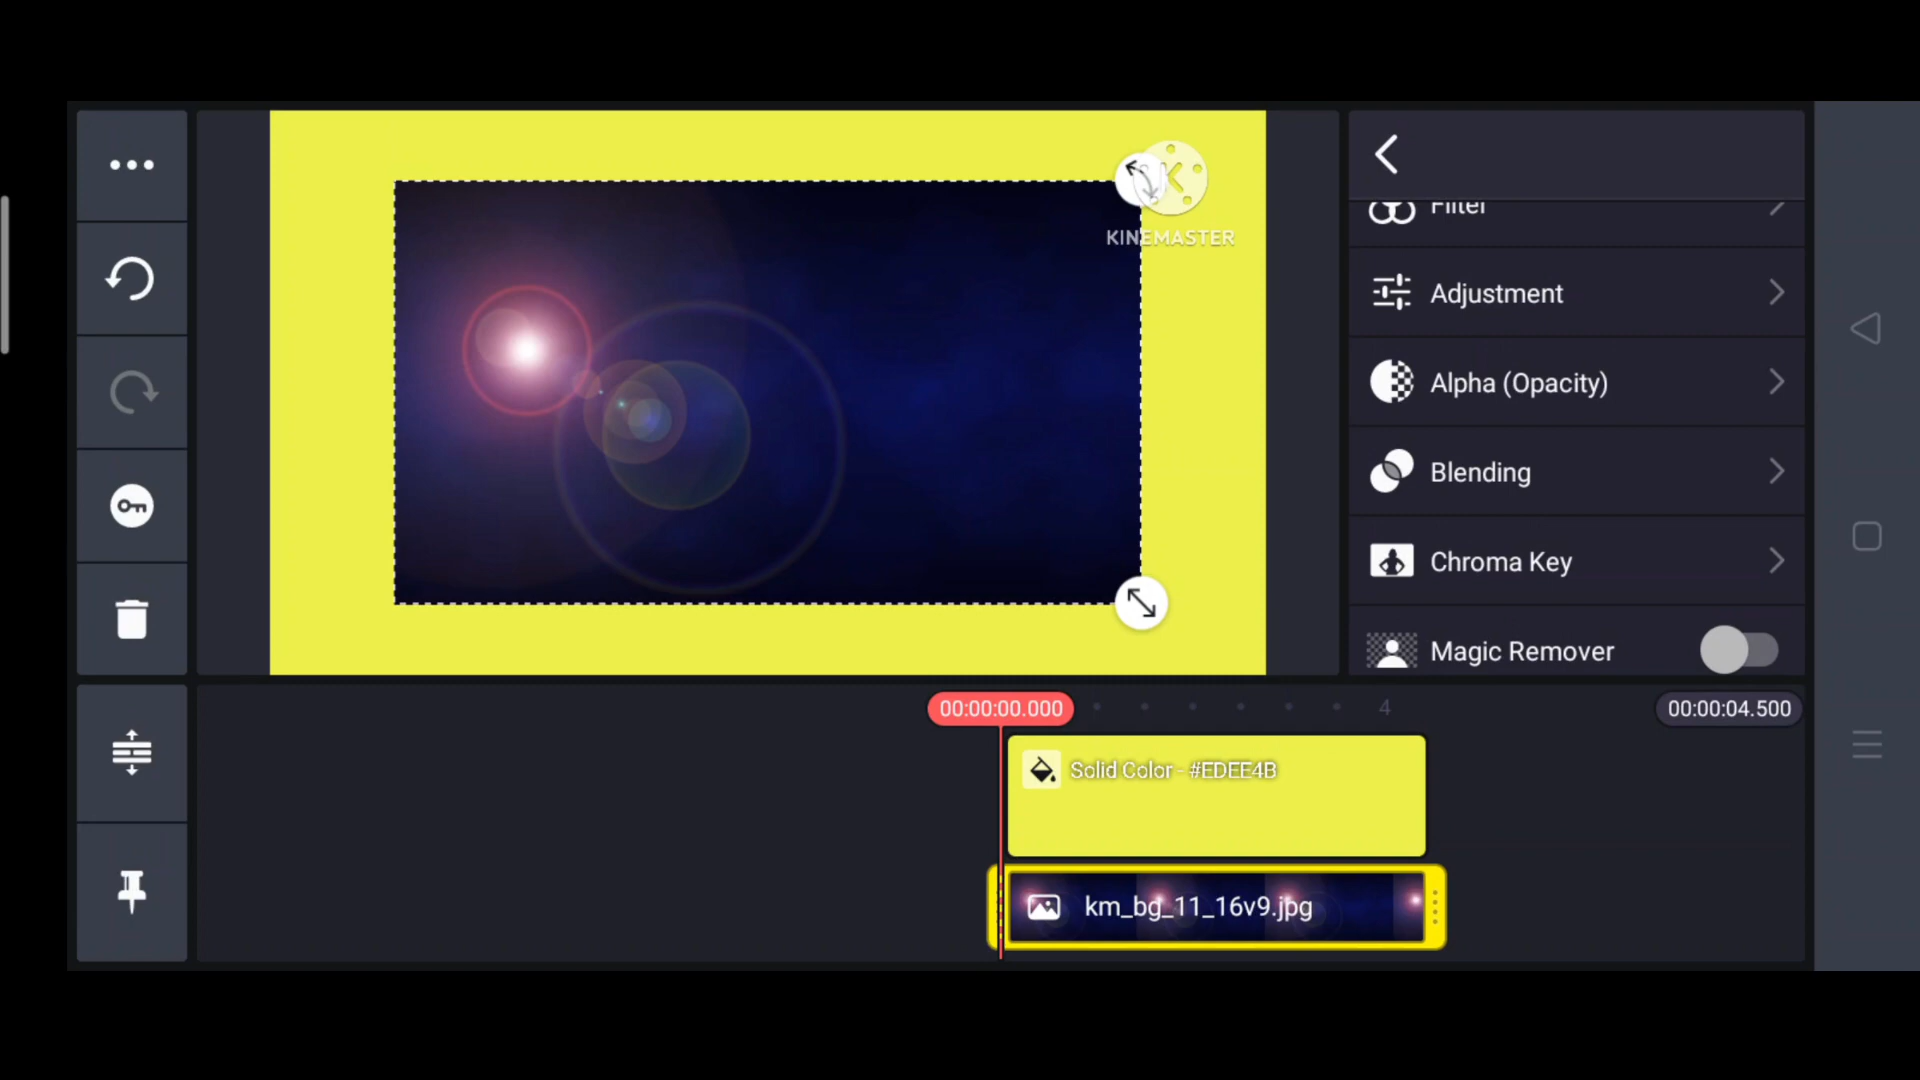 KINEMASTER
Filter
Adjustment
Alpha (Opacity)
Blending
Chroma Key
Magic Remover
00:00:00.000
4
00:00:04.500
Solid Color - #EDEE4B
km_bg_11_16v9.jpg